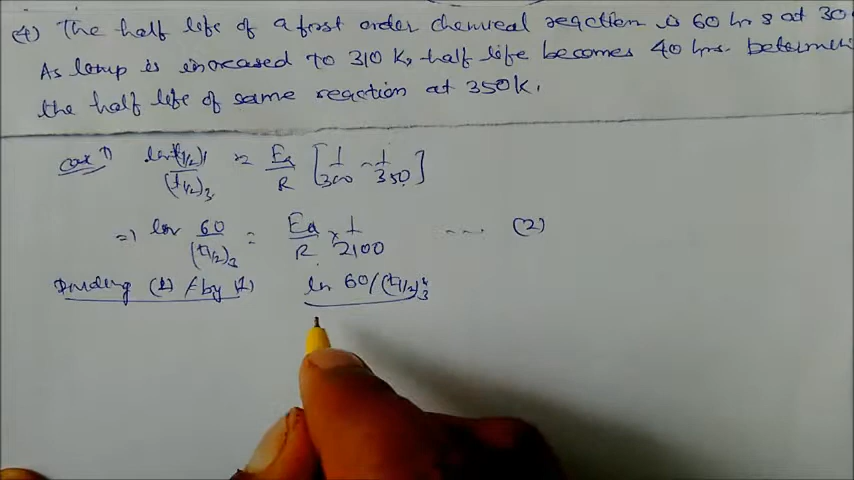 (4) The half life of a first order chemical reaction is 60 hrs at 30
As temp is increased to 310 K, half life becomes 40 hrs. Determin
the half life of same reaction at 350K.
ln (t1/2)1 / (t1/2)3 = Ea/R [1/300 - 1/350]
=) ln 60/(t1/2)3 = Ea/R x 1/2100 ---- (2)
Dividing (2) / by 1) ln 60/(t1/2)3